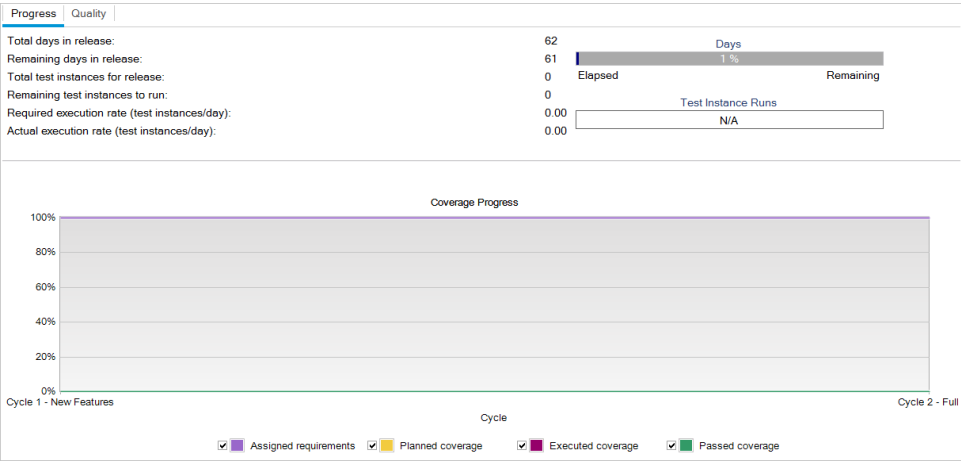 Progress Quality
Total days in release: 62
Remaining days in release: 61
Total test instances for release: 0
Remaining test instances to run: 0
Required execution rate (test instances/day): 0.00
Actual execution rate (test instances/day): 0.00
Days
1 %
Elapsed Remaining
Test Instance Runs
N/A
Coverage Progress
100%
80%
60%
40%
20%
0%
Cycle 1 - New Features Cycle 2 - Full
Cycle
Assigned requirements Planned coverage Executed coverage Passed coverage